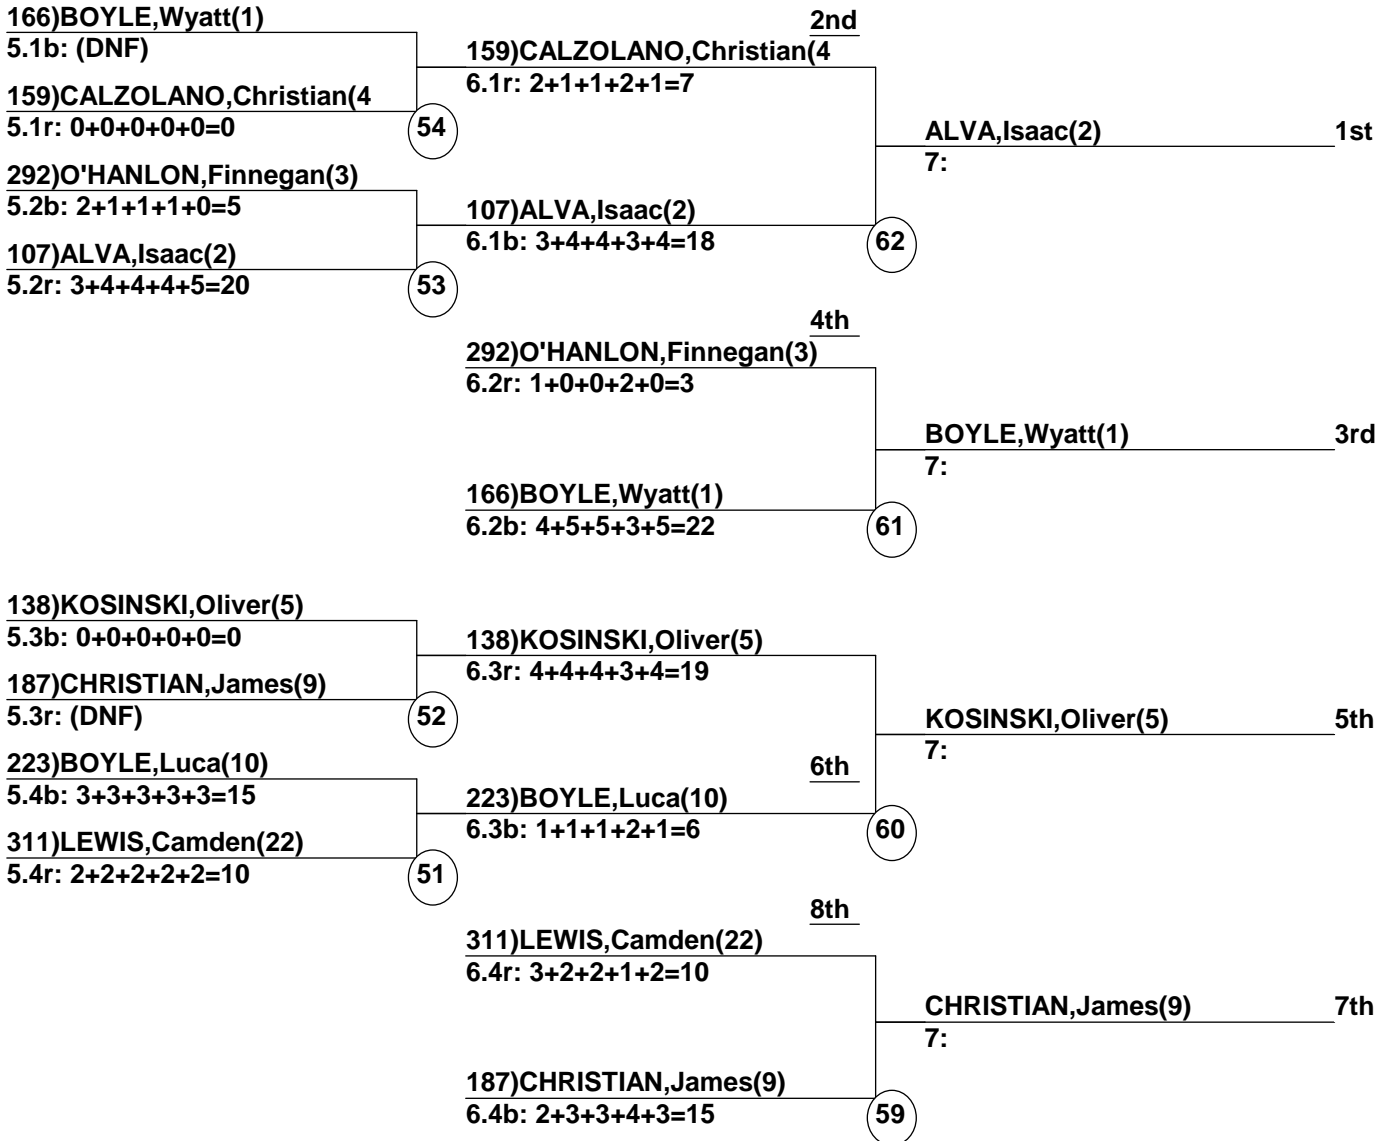 166)BOYLE,Wyatt(1)
5.1b: (DNF)
159)CALZOLANO,Christian(4
5.1r: 0+0+0+0+0=0
54
292)O'HANLON,Finnegan(3)
5.2b: 2+1+1+1+0=5
107)ALVA,Isaac(2)
5.2r: 3+4+4+4+5=20
53
2nd
159)CALZOLANO,Christian(4
6.1r: 2+1+1+2+1=7
107)ALVA,Isaac(2)
6.1b: 3+4+4+3+4=18
62
ALVA,Isaac(2) 1st
7:
4th
292)O'HANLON,Finnegan(3)
6.2r: 1+0+0+2+0=3
166)BOYLE,Wyatt(1)
6.2b: 4+5+5+3+5=22
61
BOYLE,Wyatt(1) 3rd
7:
138)KOSINSKI,Oliver(5)
5.3b: 0+0+0+0+0=0
187)CHRISTIAN,James(9)
5.3r: (DNF)
52
223)BOYLE,Luca(10)
5.4b: 3+3+3+3+3=15
311)LEWIS,Camden(22)
5.4r: 2+2+2+2+2=10
51
138)KOSINSKI,Oliver(5)
6.3r: 4+4+4+3+4=19
6th
223)BOYLE,Luca(10)
6.3b: 1+1+1+2+1=6
60
KOSINSKI,Oliver(5) 5th
7:
8th
311)LEWIS,Camden(22)
6.4r: 3+2+2+1+2=10
187)CHRISTIAN,James(9)
6.4b: 2+3+3+4+3=15
59
CHRISTIAN,James(9) 7th
7: